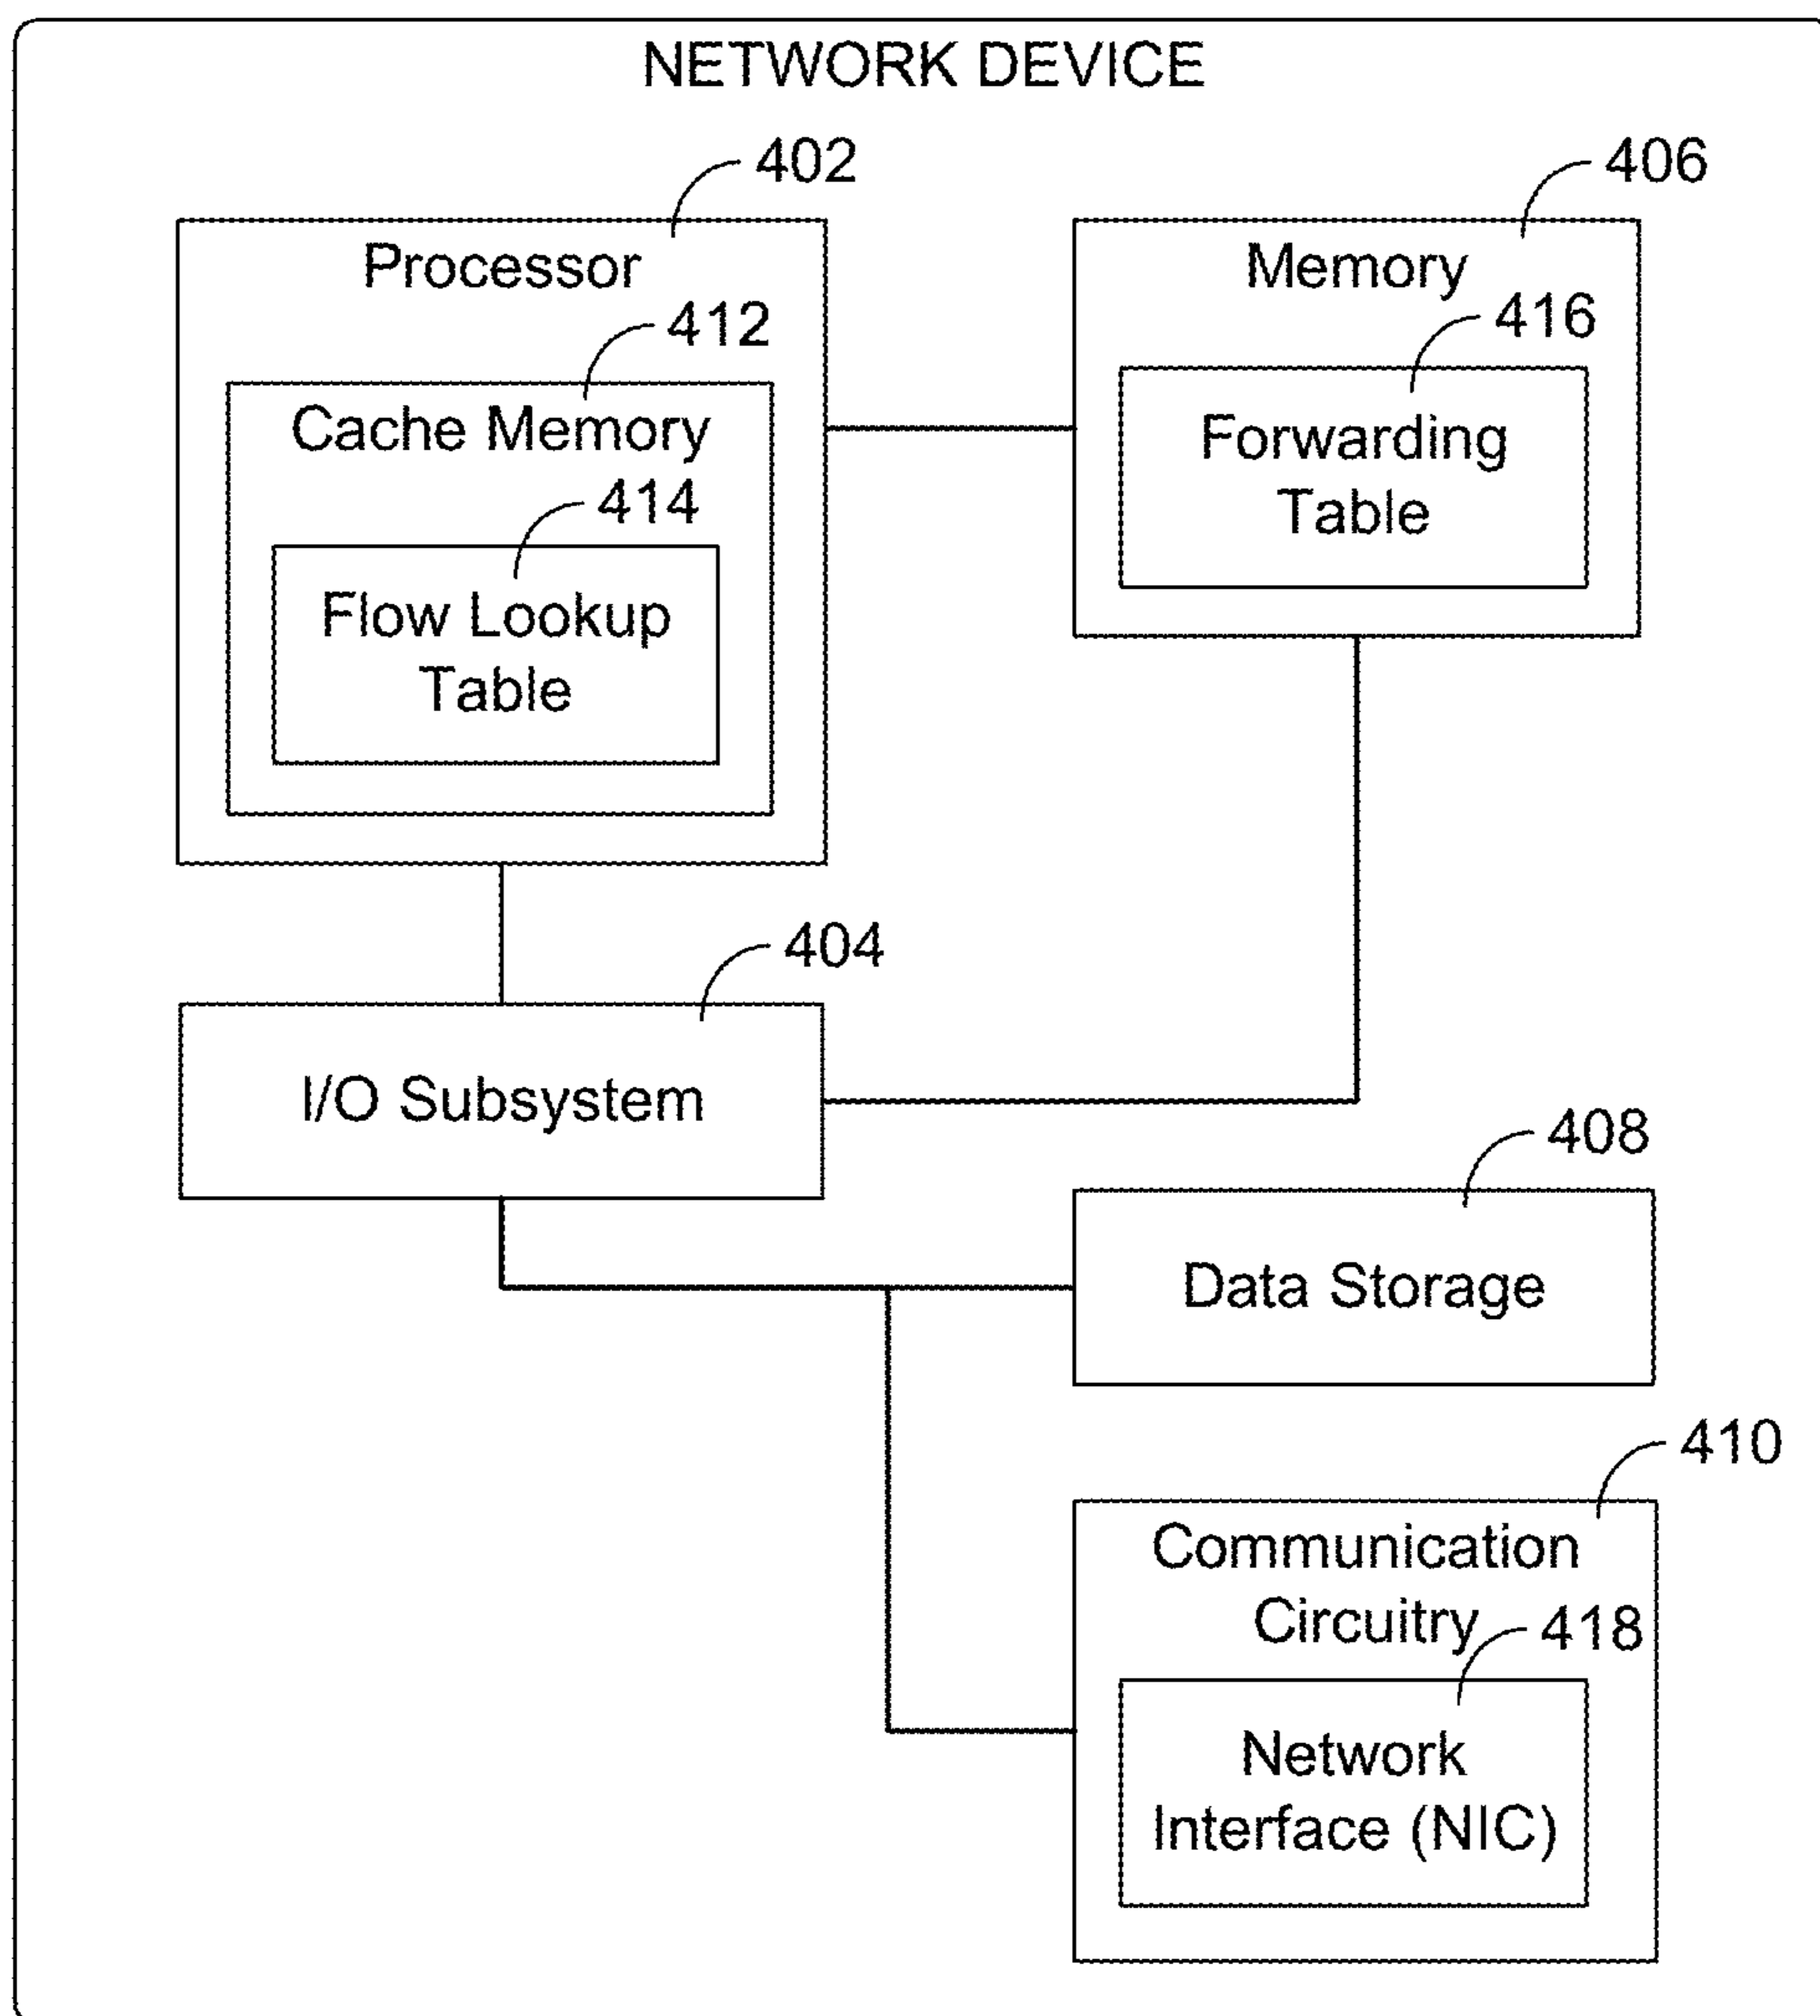 NETWORK DEVICE
402
Processor
412
Cache Memory
414
Flow Lookup
Table
406
Memory
416
Forwarding
Table
404
I/O Subsystem
408
Data Storage
410
Communication
Circuitry
418
Network
Interface (NIC)